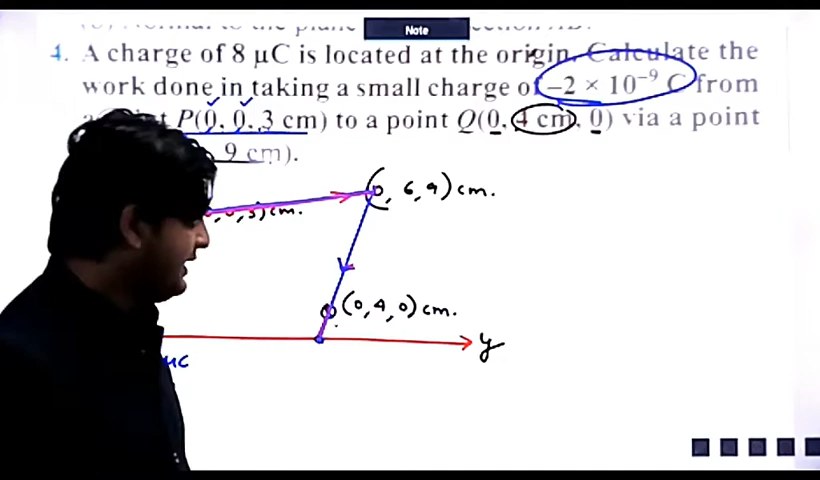 Note
4. A charge of 8 μC is located at the origin. Calculate the
work done in taking a small charge of −2 × 10⁻⁹ C from
P(0, 0, 3 cm) to a point Q(0, 4 cm, 0) via a point
9 cm).
(0, 6, 9) cm.
, 3) cm.
(0, 4, 0) cm.
y
μC